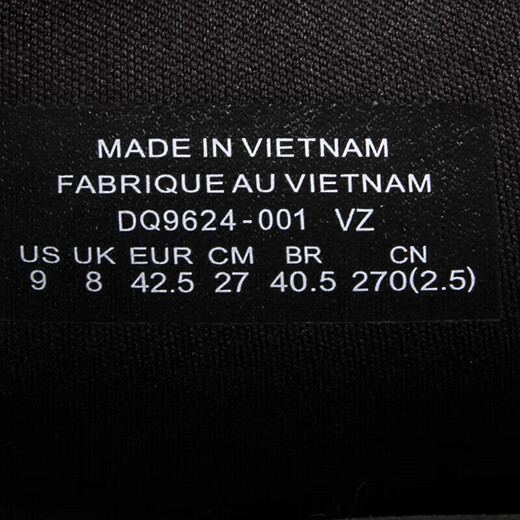 MADE IN VIETNAM
FABRIQUE AU VIETNAM
DQ9624-001 VZ
US UK EUR CM BR CN
9 8 42.5 27 40.5 270(2.5)